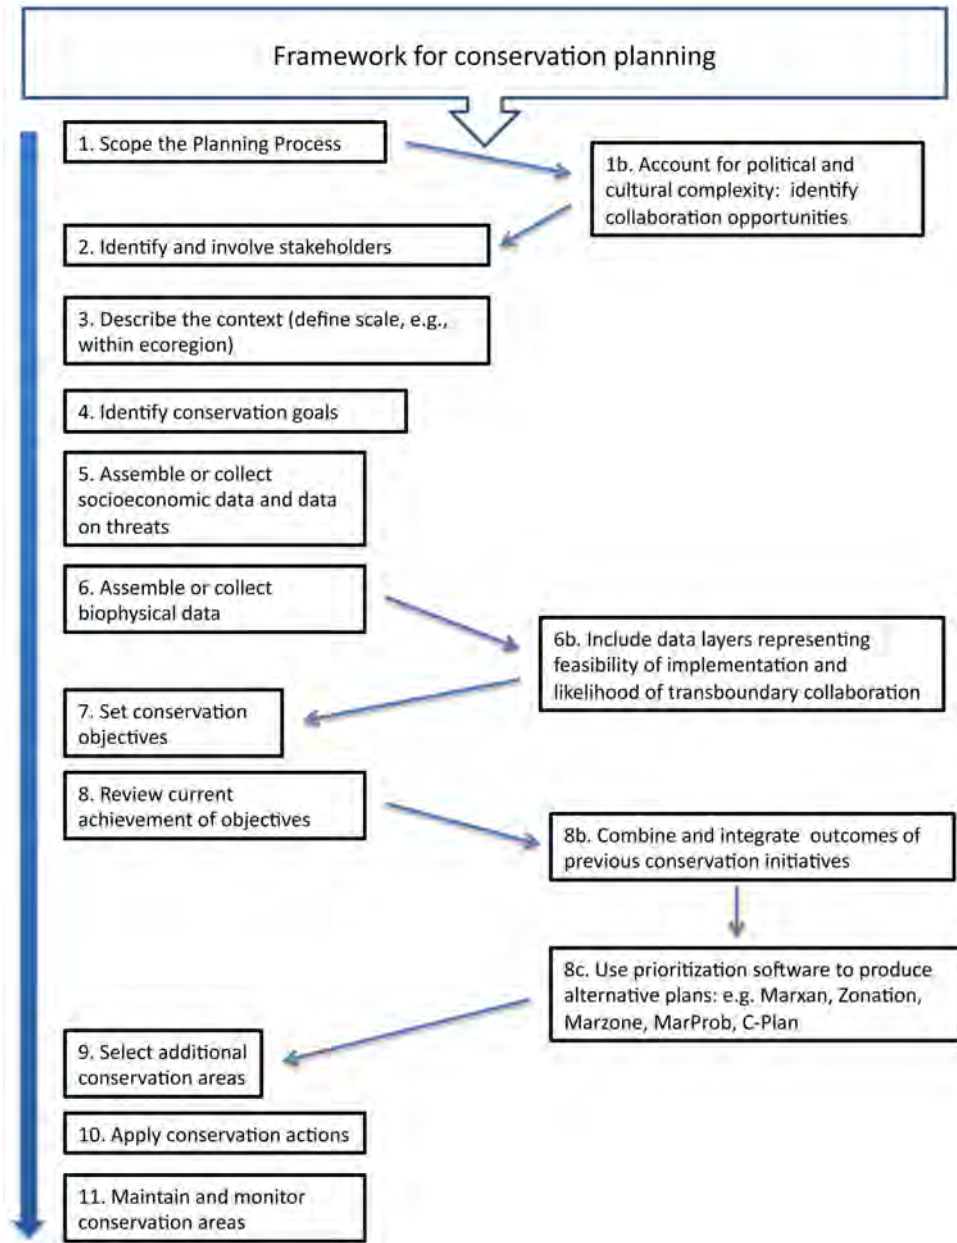 Framework for conservation planning
1. Scope the Planning Process
1b. Account for political and
cultural complexity: identify
collaboration opportunities
2. Identify and involve stakeholders
3. Describe the context (define scale, e.g.,
within ecoregion)
4. Identify conservation goals
5. Assemble or collect
socioeconomic data and data
on threats
6. Assemble or collect
biophysical data
6b. Include data layers representing
feasibility of implementation and
likelihood of transboundary collaboration
7. Set conservation
objectives
8. Review current
achievement of objectives
8b. Combine and integrate outcomes of
previous conservation initiatives
8c. Use prioritization software to produce
alternative plans: e.g. Marxan, Zonation,
Marzone, MarProb, C-Plan
9. Select additional
conservation areas
10. Apply conservation actions
11. Maintain and monitor
conservation areas